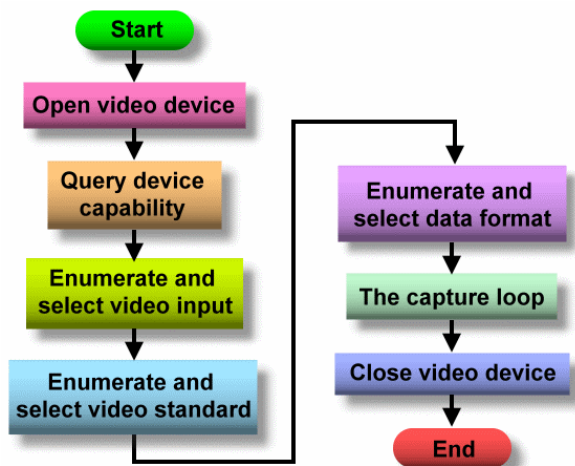 Start
Open video device
Query device
capability
Enumerate and
select video input
Enumerate and
select video standard
Enumerate and
select data format
The capture loop
Close video device
End